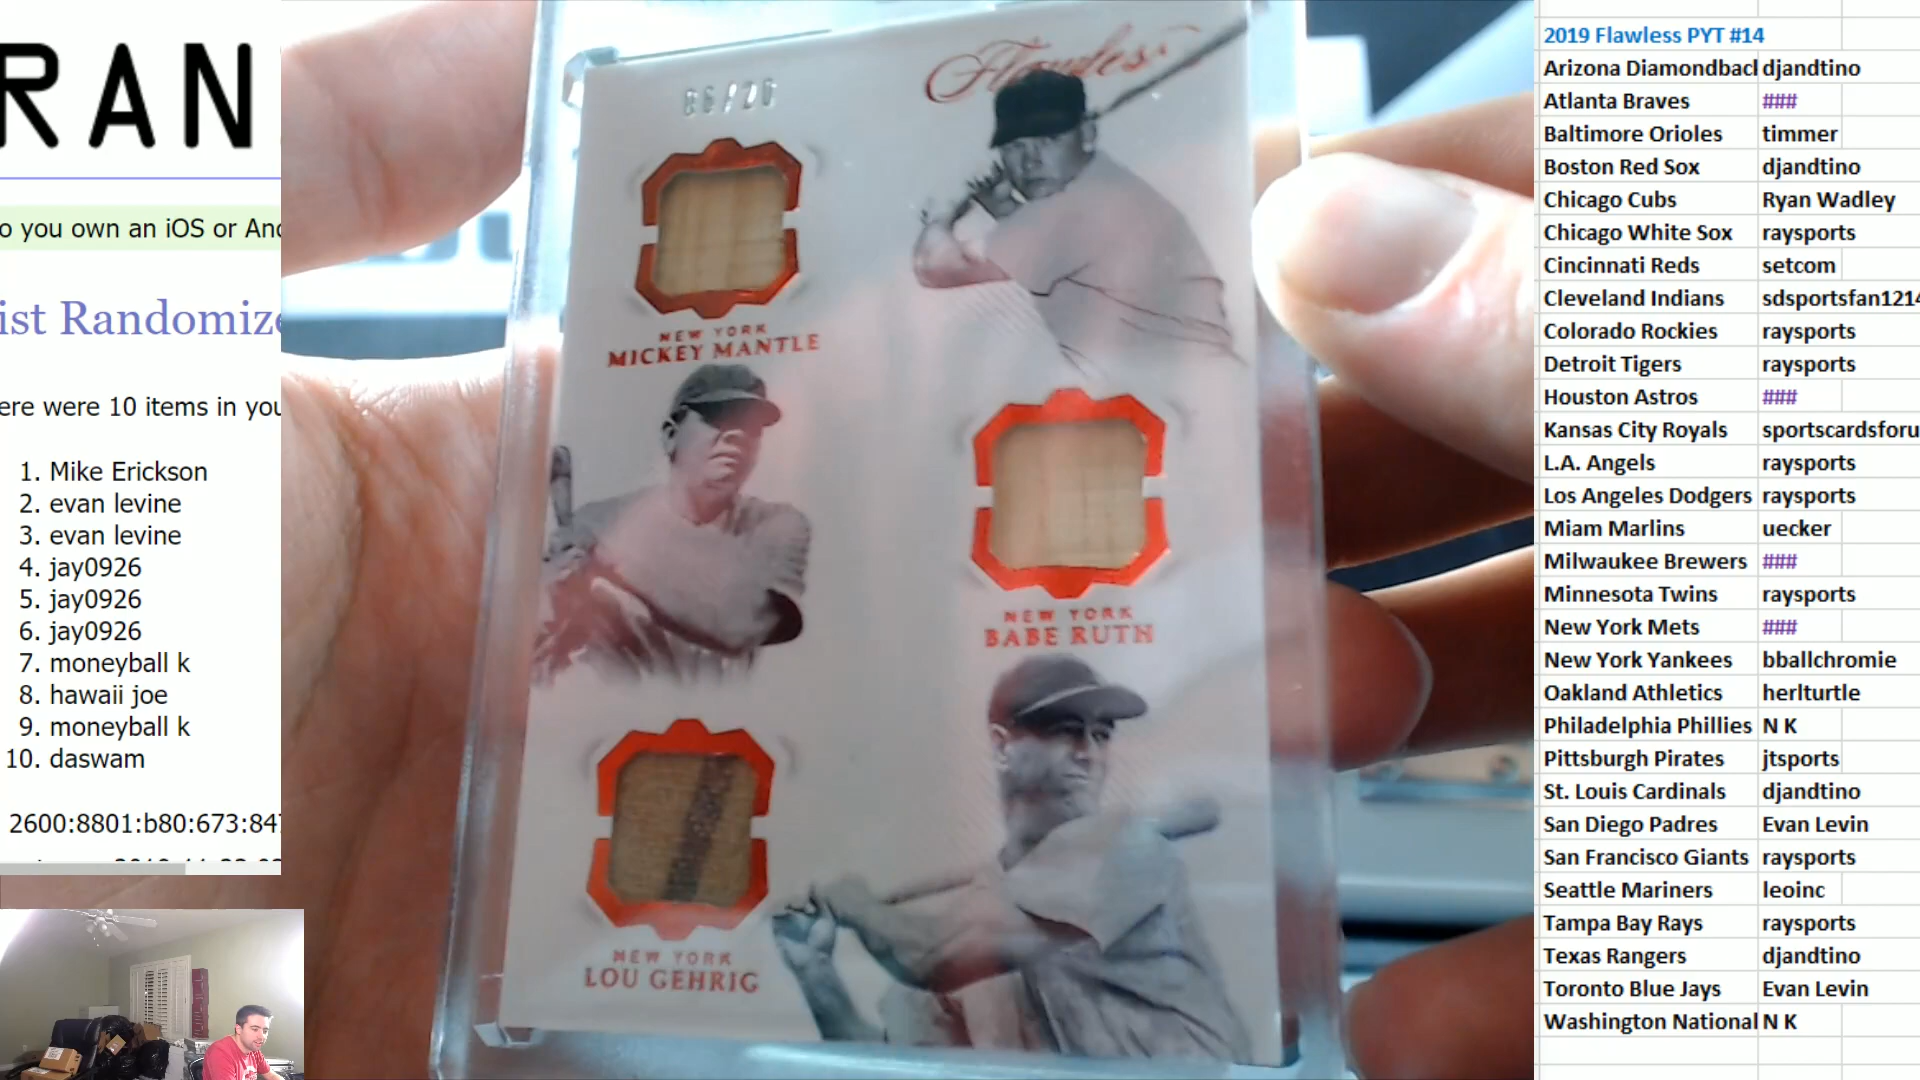 RAN
o you own an iOS or And
ist Randomize
ere were 10 items in you
1. Mike Erickson
2. evan levine
3. evan levine
4. jay0926
5. jay0926
6. jay0926
7. moneyball k
8. hawaii joe
9. moneyball k
10. daswam
2600:8801:b80:673:847
Flawless
06/20
NEW YORK
MICKEY MANTLE
NEW YORK
BABE RUTH
NEW YORK
LOU GEHRIG
2019 Flawless PYT #14
Arizona Diamondback djandtino
Atlanta Braves ###
Baltimore Orioles timmer
Boston Red Sox djandtino
Chicago Cubs Ryan Wadley
Chicago White Sox raysports
Cincinnati Reds setcom
Cleveland Indians sdsportsfan1214
Colorado Rockies raysports
Detroit Tigers raysports
Houston Astros ###
Kansas City Royals sportscardsforu
L.A. Angels raysports
Los Angeles Dodgers raysports
Miam Marlins uecker
Milwaukee Brewers ###
Minnesota Twins raysports
New York Mets ###
New York Yankees bballchromie
Oakland Athletics herlturtle
Philadelphia Phillies N K
Pittsburgh Pirates jtsports
St. Louis Cardinals djandtino
San Diego Padres Evan Levin
San Francisco Giants raysports
Seattle Mariners leoinc
Tampa Bay Rays raysports
Texas Rangers djandtino
Toronto Blue Jays Evan Levin
Washington National N K